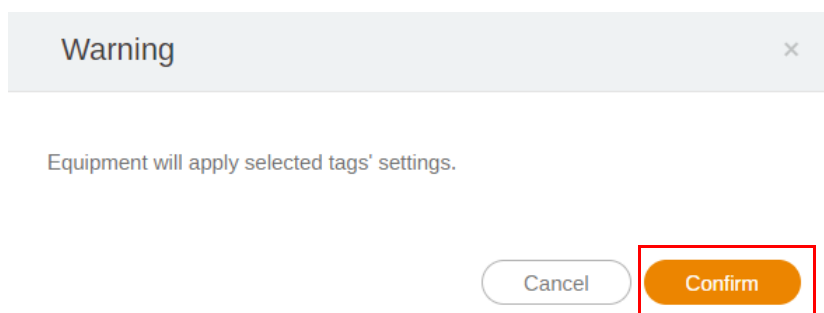 Warning ×
Equipment will apply selected tags' settings.
Cancel Confirm